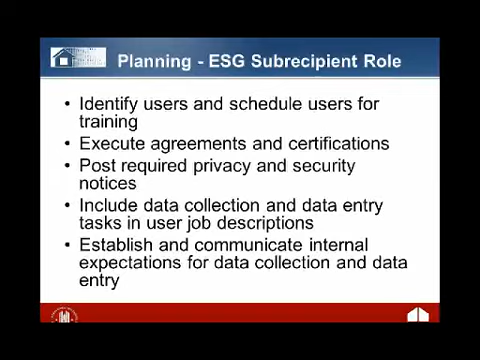 Planning - ESG Subrecipient Role
• Identify users and schedule users for
training
• Execute agreements and certifications
• Post required privacy and security
notices
• Include data collection and data entry
tasks in user job descriptions
• Establish and communicate internal
expectations for data collection and data
entry